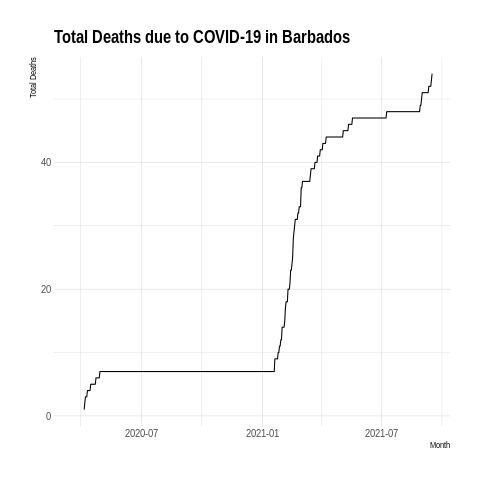 Total Deaths due to COVID-19 in Barbados
Total Deaths
40
20
0
2020-07
2021-01
2021-07
Month